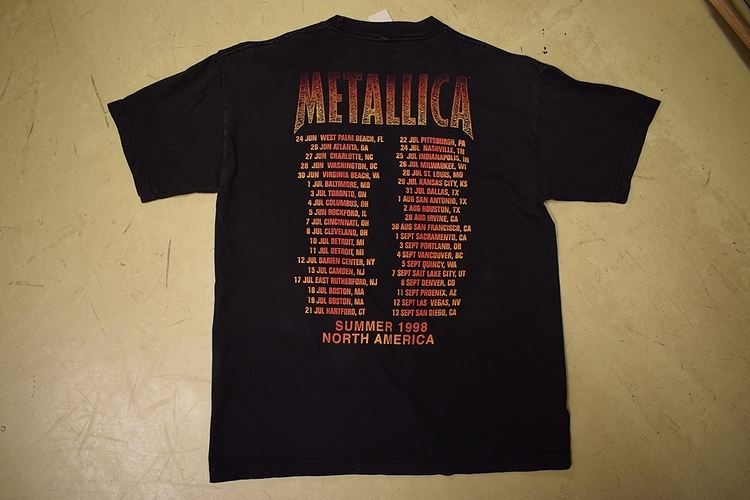 METALLICA
24 JUN WEST PALM BEACH, FL
26 JUN ATLANTA, GA
27 JUN CHARLOTTE, NC
28 JUN WASHINGTON, DC
30 JUN VIRGINIA BEACH, VA
1 JUL BALTIMORE, MD
3 JUL TORONTO, ON
4 JUL COLUMBUS, OH
5 JUN ROCKFORD, IL
7 JUL CINCINNATI, OH
8 JUL CLEVELAND, OH
10 JUL DETROIT, MI
11 JUL DETROIT, MI
12 JUL DARIEN CENTER, NY
15 JUL CAMDEN, NJ
17 JUL EAST RUTHERFORD, NJ
18 JUL BOSTON, MA
19 JUL BOSTON, MA
21 JUL HARTFORD, CT
22 JUL PITTSBURGH, PA
24 JUL NASHVILLE, TN
25 JUL INDIANAPOLIS, IN
26 JUL MILWAUKEE, WI
28 JUL ST. LOUIS, MO
29 JUL KANSAS CITY, KS
31 JUL DALLAS, TX
1 AUG SAN ANTONIO, TX
2 AUG HOUSTON, TX
28 AUG IRVINE, CA
30 AUG SAN FRANCISCO, CA
1 SEPT SACRAMENTO, CA
3 SEPT PORTLAND, OR
4 SEPT VANCOUVER, BC
5 SEPT QUINCY, WA
7 SEPT SALT LAKE CITY, UT
8 SEPT DENVER, CO
11 SEPT PHOENIX, AZ
12 SEPT LAS VEGAS, NV
13 SEPT SAN DIEGO, CA
SUMMER 1998
NORTH AMERICA